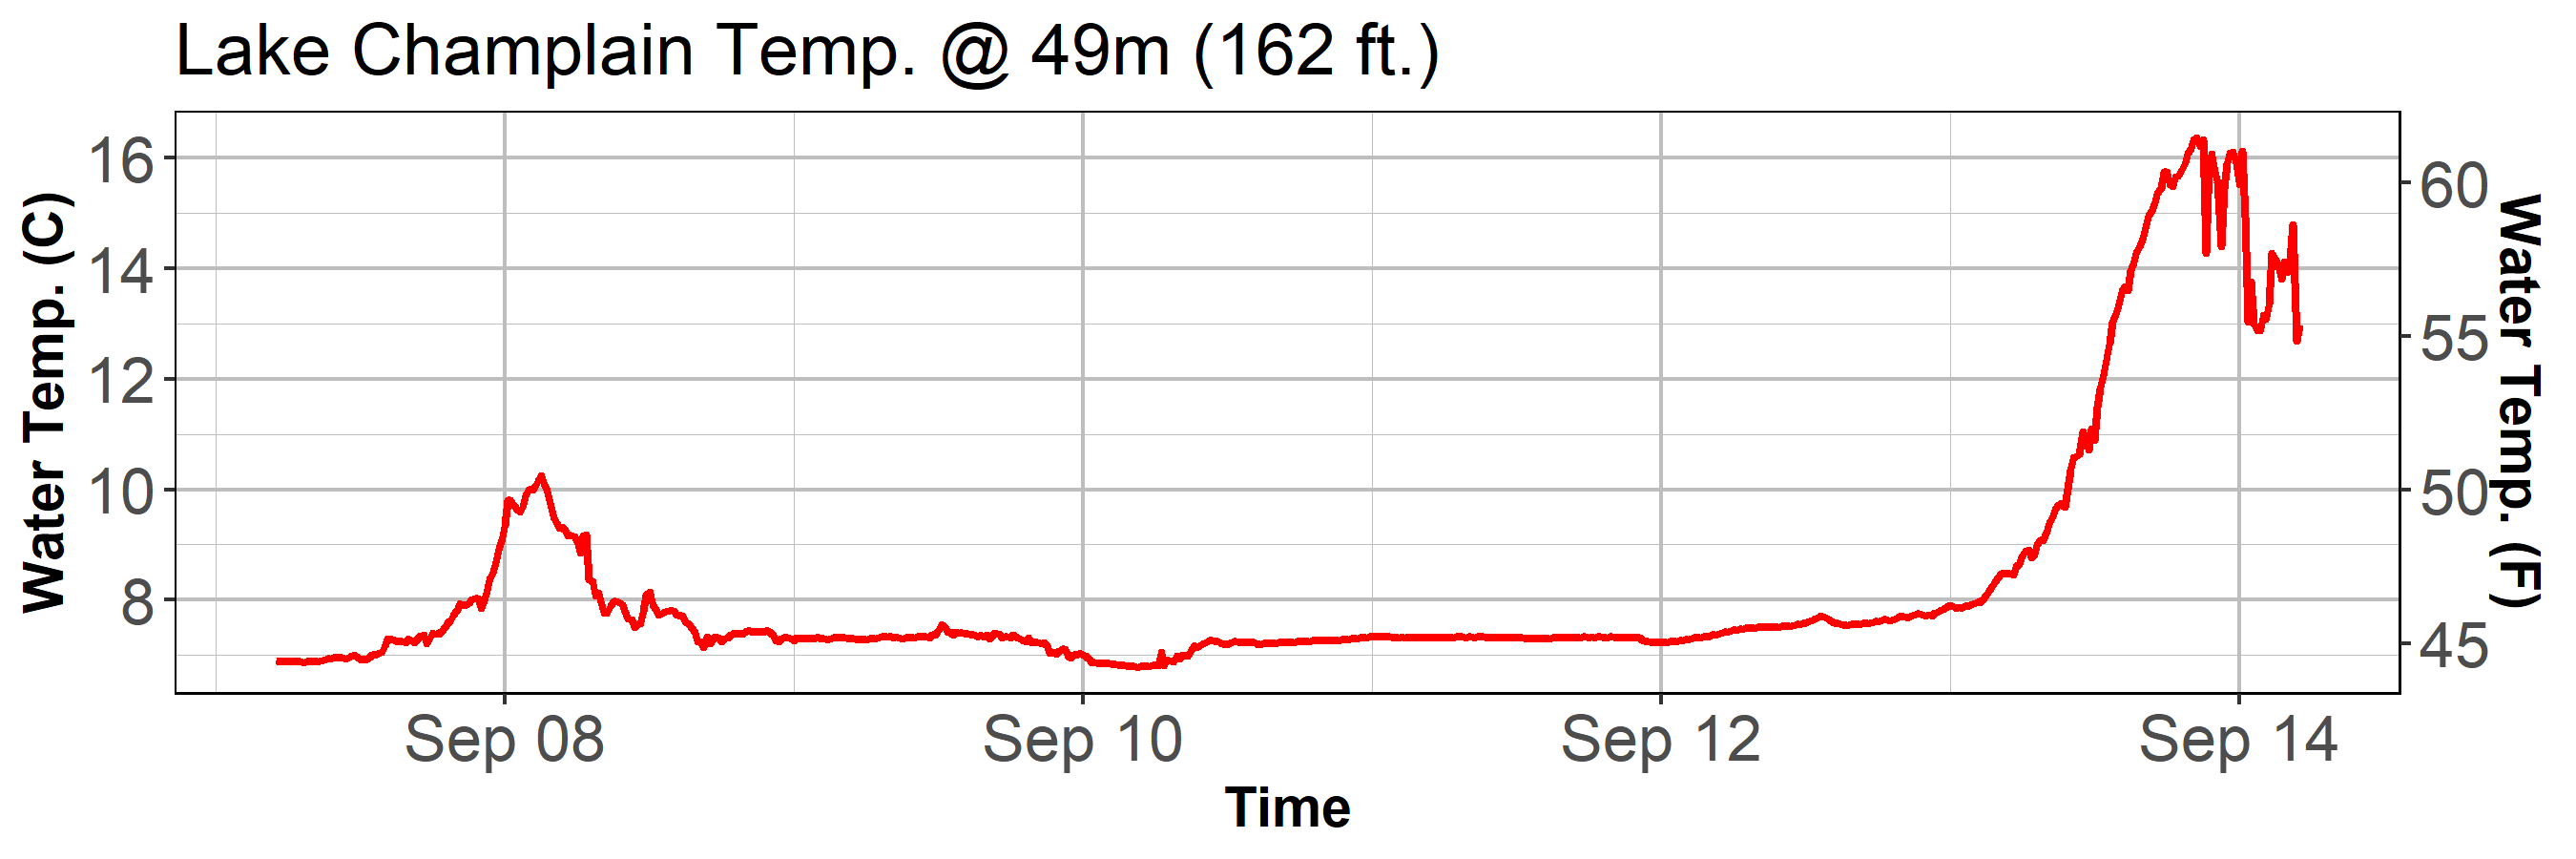 Lake Champlain Temp. @ 49m (162 ft.)
Water Temp. (C)
16
14
12
10
8
60
55
50
45
Water Temp. (F)
Sep 08
Sep 10
Sep 12
Sep 14
Time